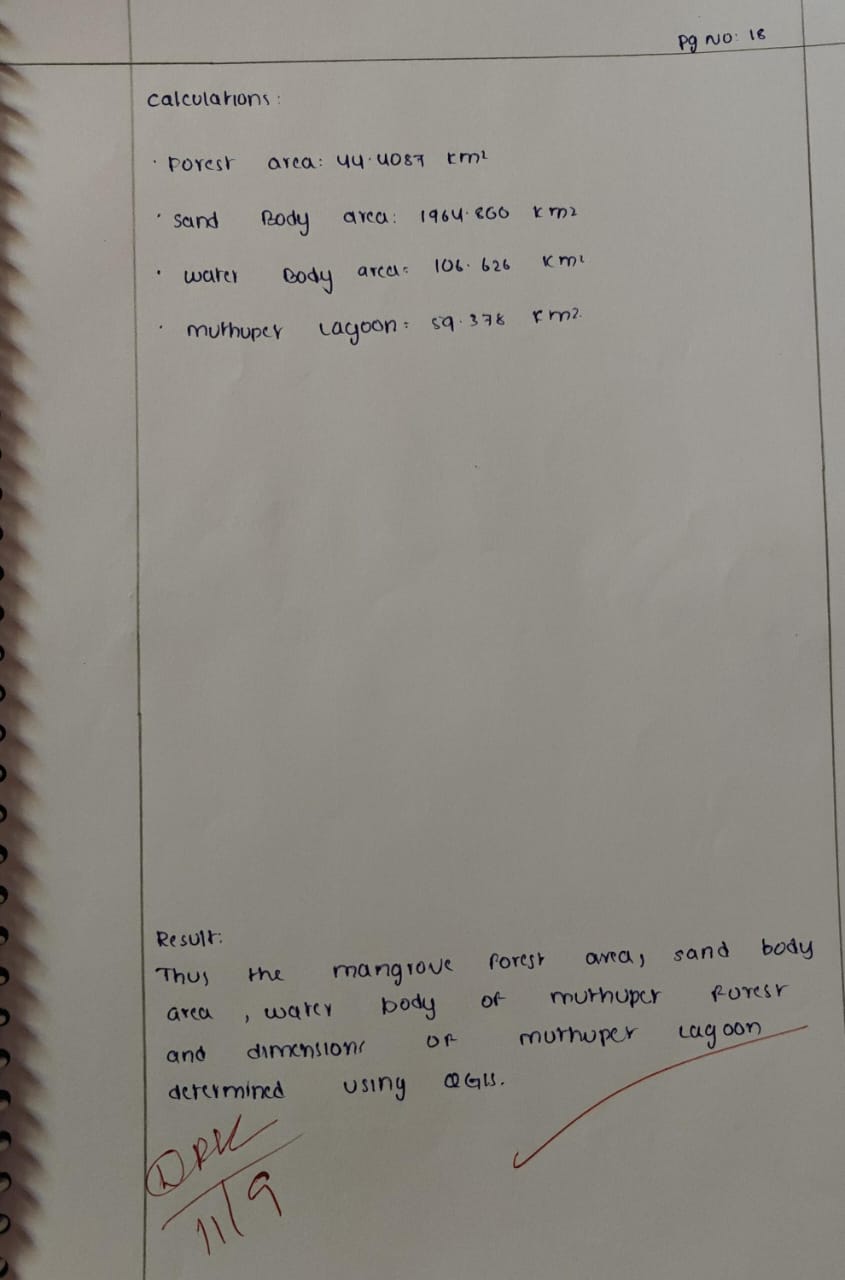 Pg No: 18
Calculations:
· Forest area: 44.4087 km²
· Sand Body area: 1964.860 km2
· Water Body area: 106.626 km²
· muthuper Lagoon: 59.378 km2.
Result:
Thus the mangrove forest area, sand body
area, water body of muthuper Forest
and dimensions of muthuper Lagoon
determined using QGIS.
11/9